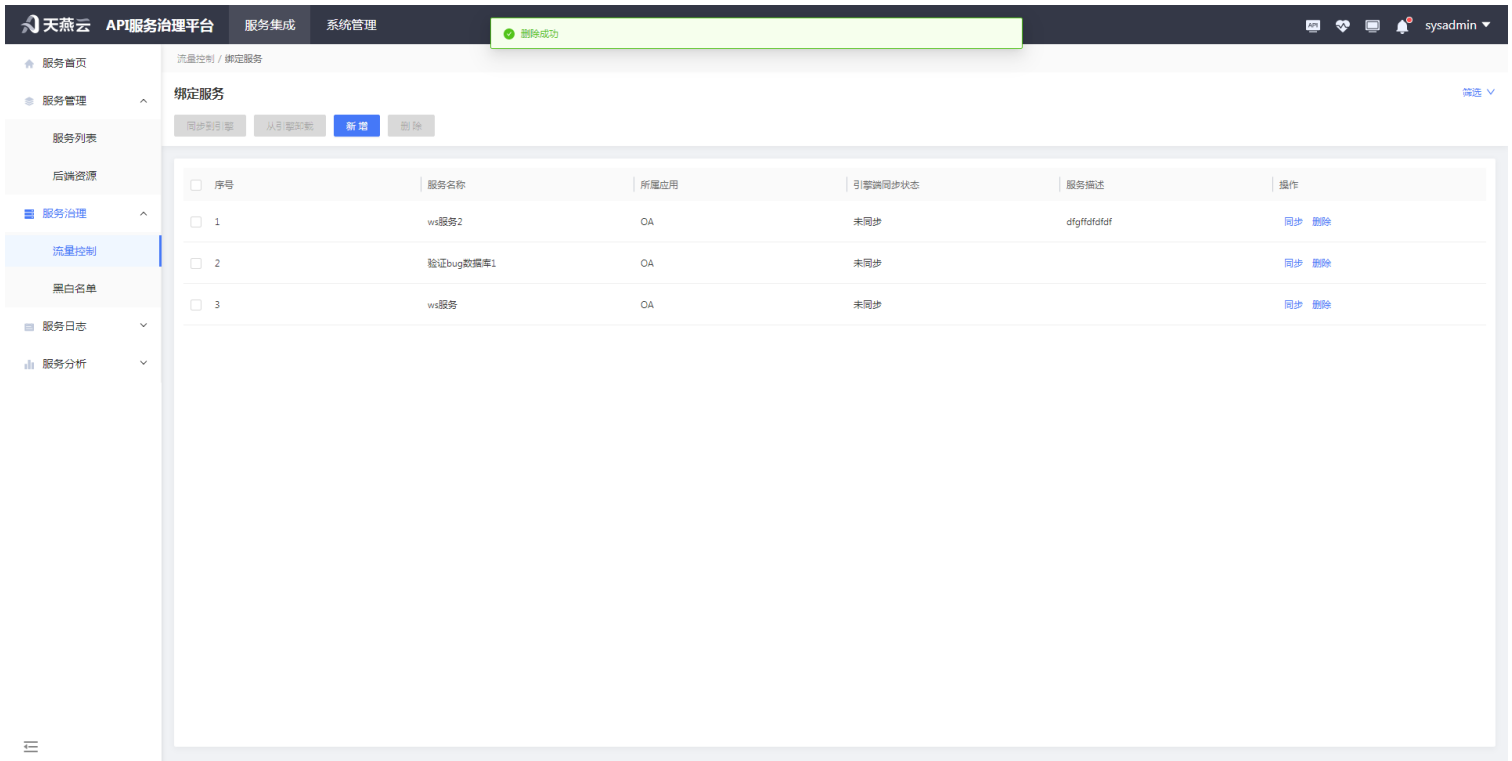 天燕云 API服务治理平台 服务集成 系统管理 删除成功 API sysadmin
服务首页
服务管理
服务列表
后端资源
服务治理
流量控制
黑白名单
服务日志
服务分析
流量控制 / 绑定服务
绑定服务 筛选
同步到引擎 从引擎卸载 新增 删除
序号 服务名称 所属应用 引擎端同步状态 服务描述 操作
1 ws服务2 OA 未同步 dfgffdfdfdf 同步 删除
2 验证bug数据库1 OA 未同步 同步 删除
3 ws服务 OA 未同步 同步 删除